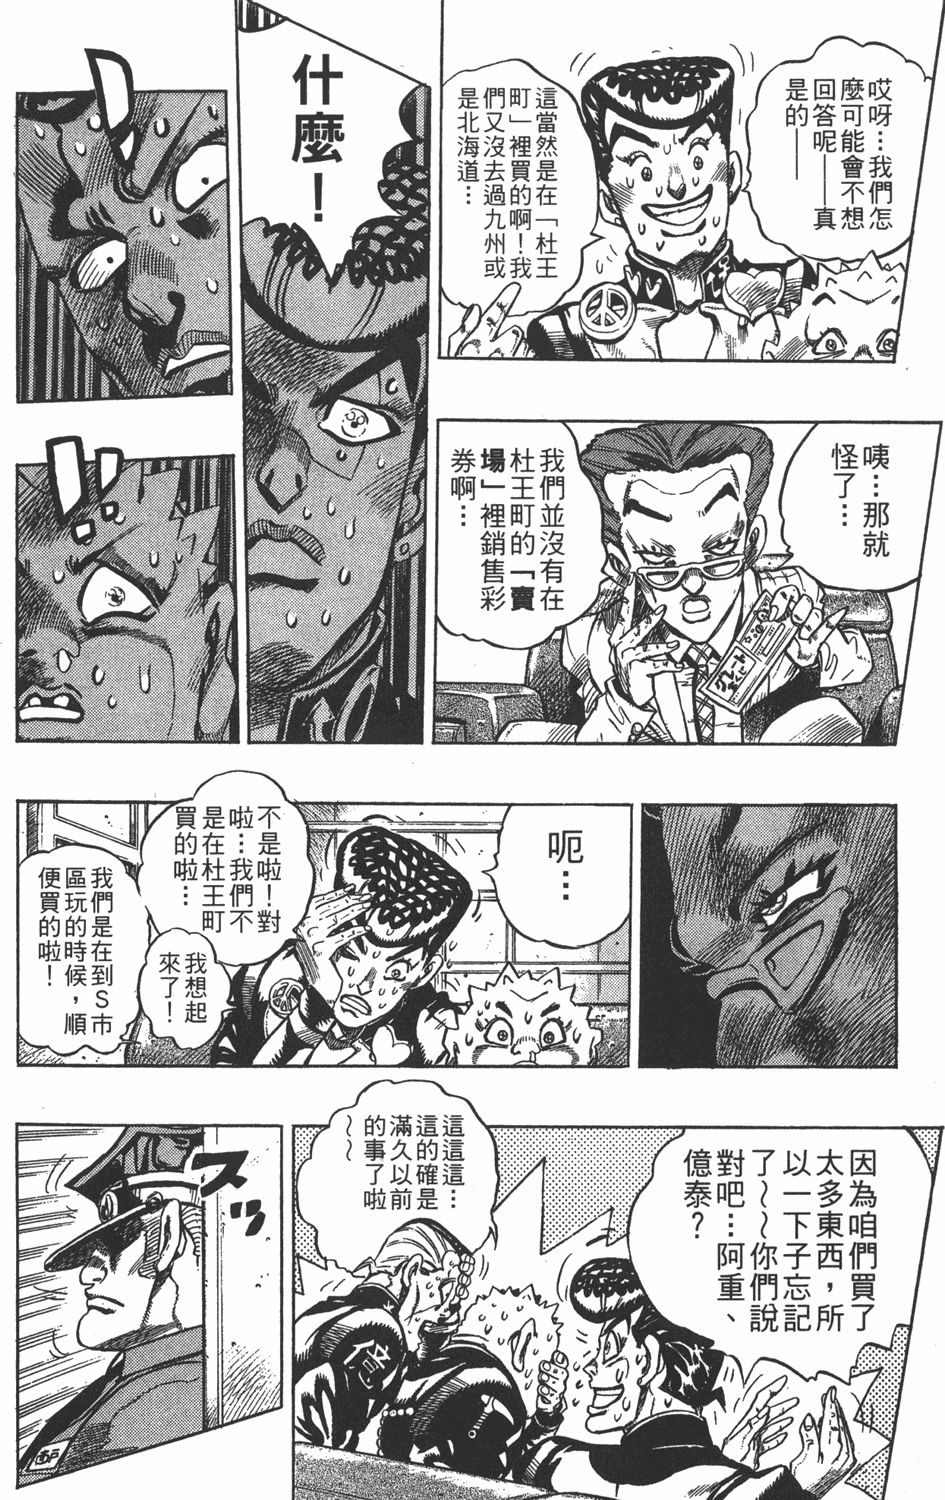 哎呀…我們怎
麼可能會不想
回答呢——真
是的——
這當然是在「杜王
町」裡買的啊！我
們又沒去過九州或
是北海道…
什麼！
咦…那就
怪了…
我們並沒有在
杜王町的「賣
場」裡銷售彩
券啊…
呃…
不是啦！對
啦…我們不
是在杜王町
買的啦…
我想起
來了！
我們是在到S市
區玩的時候，順
便買的啦！
因為咱們買了
太多東西，所
以一下子忘記
了～～你們說
對吧…阿重、
億泰？
這這這…
這的確是
滿久以前
的事了啦
～～